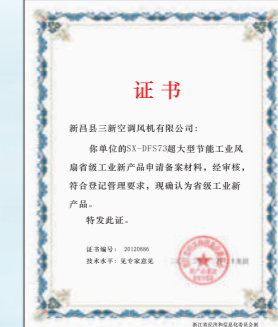 证书
新昌县三新空调风机有限公司:
你单位的SX-DFS73超大型节能工业风
扇省级工业新产品申请备案材料，经审核，
符合登记管理要求，现确认为省级工业新
产品。
特发此证。
证书编号: 20120886
技术水平: 见专家意见
浙江省经济和信息化委员会制